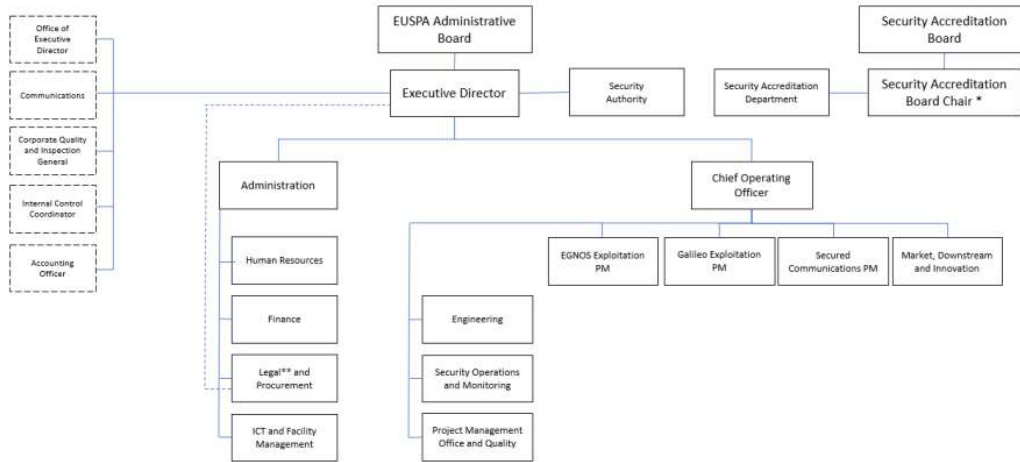 Office of
Executive
Director
EUSPA Administrative
Board
Security Accreditation
Board
Communications
Executive Director
Security
Authority
Security Accreditation
Department
Security Accreditation
Board Chair *
Corporate Quality
and Inspection
General
Internal Control
Coordinator
Accounting
Officer
Administration
Chief Operating
Officer
Human Resources
Finance
Legal** and
Procurement
ICT and Facility
Management
EGNOS Exploitation
PM
Galileo Exploitation
PM
Secured
Communications PM
Market, Downstream
and Innovation
Engineering
Security Operations
and Monitoring
Project Management
Office and Quality